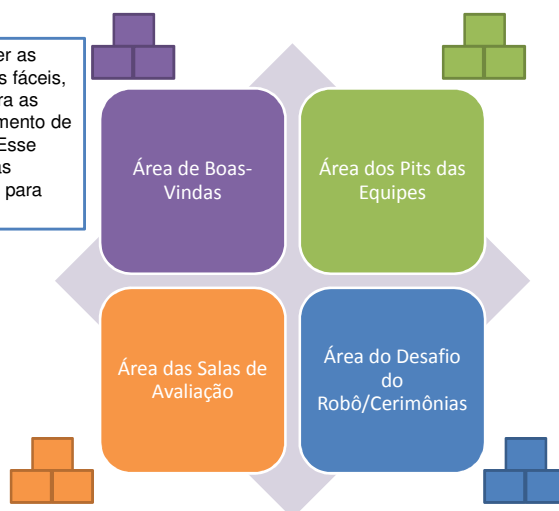 er as
s fáceis,
ra as
mento de
Esse
as
para
Área de Boas-
Vindas
Área dos Pits das
Equipes
Área das Salas de
Avaliação
Área do Desafio
do
Robô/Cerimônias